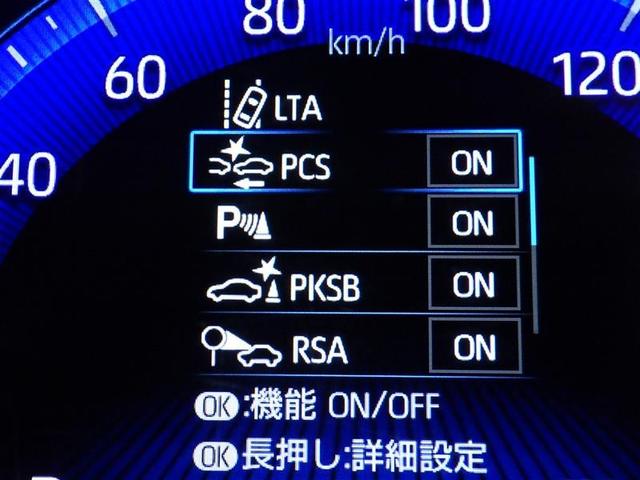 80 100
km/h
60 120
40
LTA
PCS ON
P ON
PKSB ON
RSA ON
OK:機能 ON/OFF
OK長押し:詳細設定